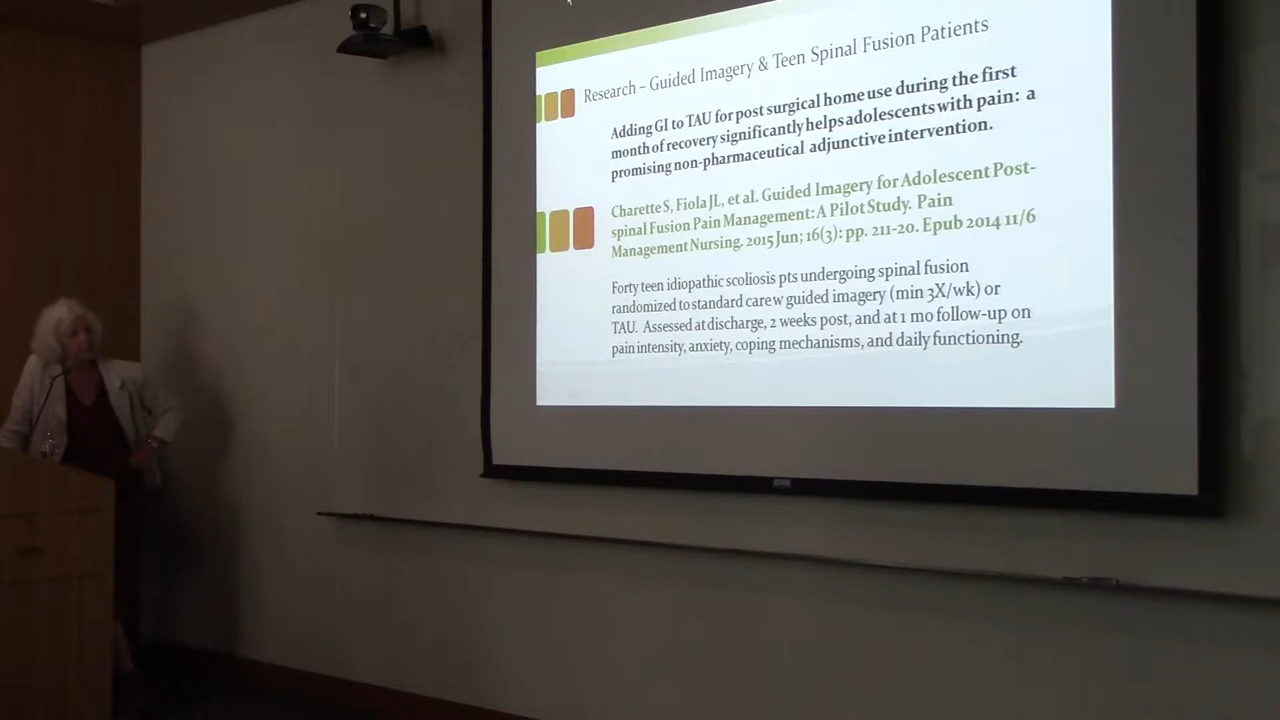 Research – Guided Imagery & Teen Spinal Fusion Patients
Adding GI to TAU for post surgical home use during the first
month of recovery significantly helps adolescents with pain: a
promising non-pharmaceutical adjunctive intervention.
Charette S, Fiola JL, et al. Guided Imagery for Adolescent Post-
spinal Fusion Pain Management: A Pilot Study. Pain
Management Nursing. 2015 Jun; 16(3): pp. 211-20. Epub 2014 11/6
Forty teen idiopathic scoliosis pts undergoing spinal fusion
randomized to standard care w guided imagery (min 3X/wk) or
TAU. Assessed at discharge, 2 weeks post, and at 1 mo follow-up on
pain intensity, anxiety, coping mechanisms, and daily functioning.